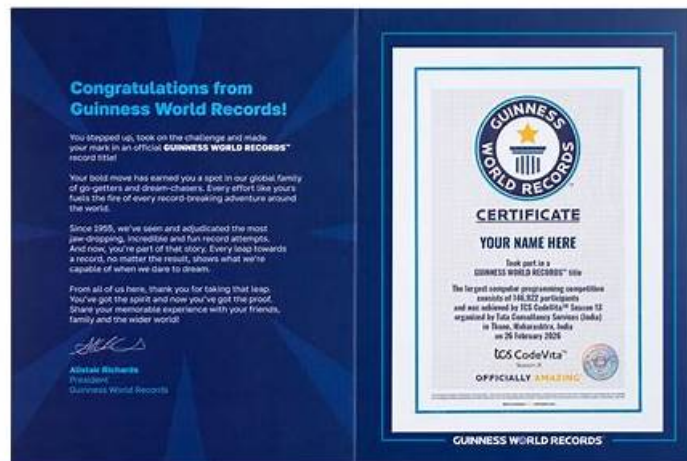 Congratulations from
Guinness World Records!
You stepped up, took on the challenge and made
your mark in an official GUINNESS WORLD RECORDS™
record title!
Your bold move has earned you a spot in our global family
of go-getters and dream-chasers. Every effort like yours
fuels the fire of every record-breaking adventure around
the world.
Since 1955, we've seen and adjudicated the most
jaw-dropping, incredible and fun record attempts.
And now, you're part of that story. Every leap towards
a record, no matter the result, shows what we're
capable of when we dare to dream.
From all of us here, thank you for taking that leap.
You've got the spirit and now you've got the proof.
Share your memorable experience with your friends,
family and the wider world!
Alistair Richards
President
Guinness World Records
GUINNESS
WORLD RECORDS
CERTIFICATE
YOUR NAME HERE
Took part in a
GUINNESS WORLD RECORDS™ title
The largest computer programming competition
consists of 146,922 participants
and was achieved by TCS CodeVita™ Season 13
organized by Tata Consultancy Services (India)
in Thane, Maharashtra, India
on 26 February 2026
tcs CodeVita™
OFFICIALLY AMAZING
GUINNESS WORLD RECORDS